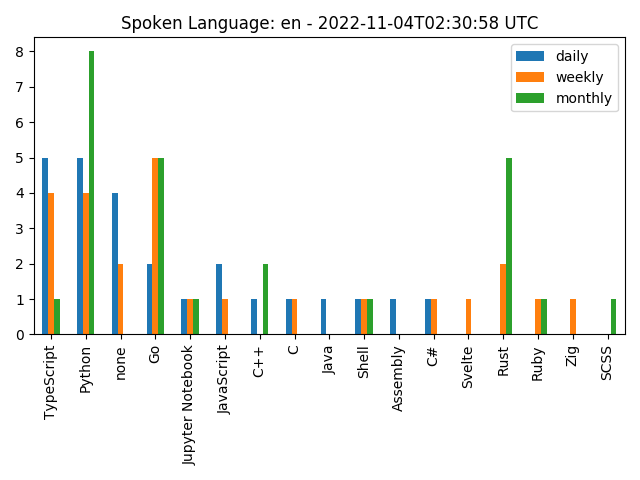 Spoken Language: en - 2022-11-04T02:30:58 UTC
daily
weekly
monthly
8
7
6
5
4
3
2
1
0
TypeScript
Python
none
Go
Jupyter Notebook
JavaScript
C++
C
Java
Shell
Assembly
C#
Svelte
Rust
Ruby
Zig
SCSS